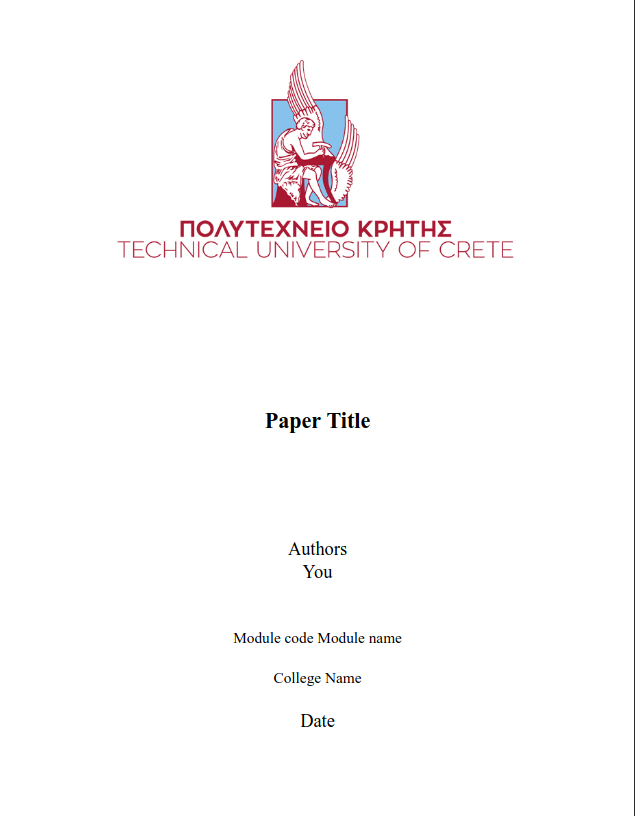 ΠΟΛΥΤΕΧΝΕΙΟ ΚΡΗΤΗΣ
TECHNICAL UNIVERSITY OF CRETE
Paper Title
Authors
You
Module code Module name
College Name
Date